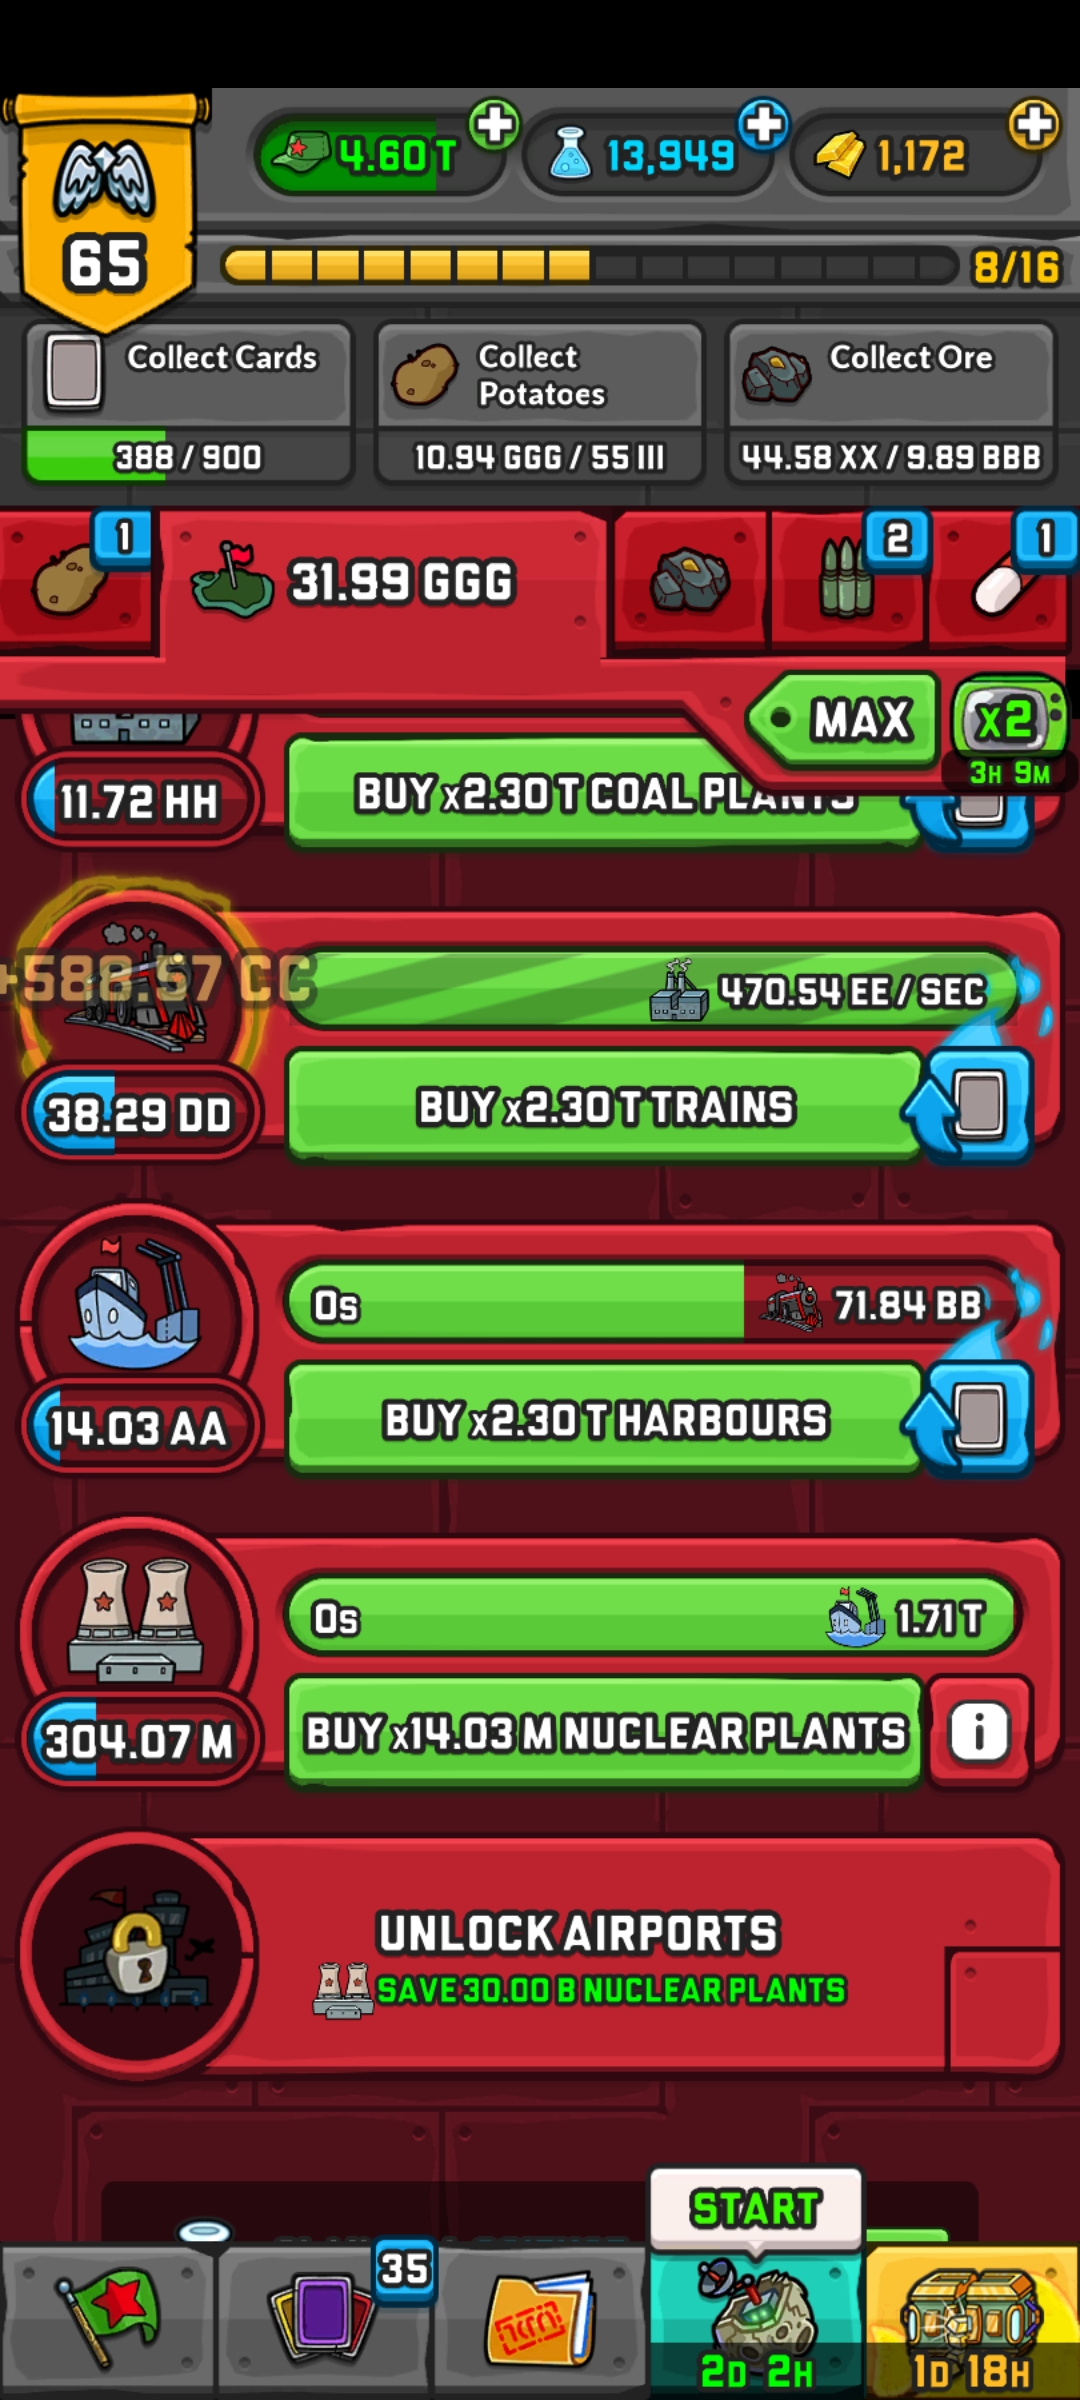 4.60 T
13,949
1,172
65
8/16
Collect Cards
388 / 900
Collect
Potatoes
10.94 GGG / 55 III
Collect Ore
44.58 XX / 9.89 BBB
1
31.99 GGG
2
1
MAX
x2
3H 9M
11.72 HH
BUY x2.30 T COAL PLANTS
+588.57 CC
470.54 EE / SEC
38.29 DD
BUY x2.30 T TRAINS
0s
71.84 BB
14.03 AA
BUY x2.30 T HARBOURS
0s
1.71 T
304.07 M
BUY x14.03 M NUCLEAR PLANTS
i
UNLOCK AIRPORTS
SAVE 30.00 B NUCLEAR PLANTS
START
35
2D 2H
1D 18H